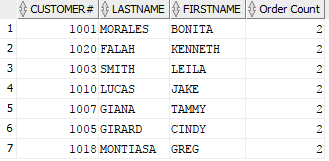 CUSTOMER# LASTNAME FIRSTNAME Order Count
1 1001 MORALES BONITA 2
2 1020 FALAH KENNETH 2
3 1003 SMITH LEILA 2
4 1010 LUCAS JAKE 2
5 1007 GIANA TAMMY 2
6 1005 GIRARD CINDY 2
7 1018 MONTIASA GREG 2